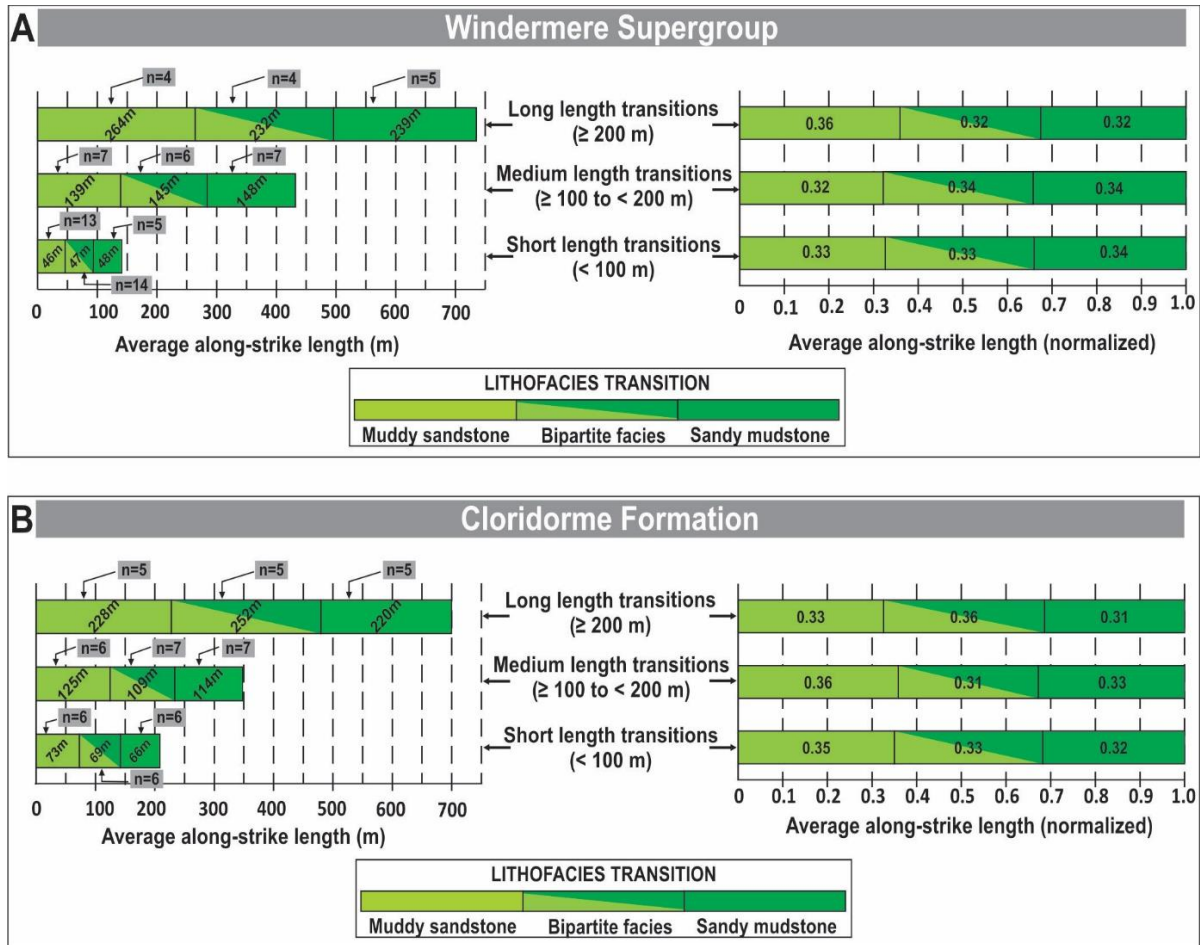 A
Windermere Supergroup
n=4
n=4
n=5
264m
232m
239m
Long length transitions
(≥ 200 m)
0.36
0.32
0.32
n=7
n=6
n=7
139m
145m
148m
Medium length transitions
(≥ 100 to < 200 m)
0.32
0.34
0.34
n=13
n=5
46m
47m
48m
n=14
Short length transitions
(< 100 m)
0.33
0.33
0.34
0 100 200 300 400 500 600 700
Average along-strike length (m)
0 0.1 0.2 0.3 0.4 0.5 0.6 0.7 0.8 0.9 1.0
Average along-strike length (normalized)
LITHOFACIES TRANSITION
Muddy sandstone Bipartite facies Sandy mudstone
B
Cloridorme Formation
n=5
n=5
n=5
228m
252m
220m
Long length transitions
(≥ 200 m)
0.33
0.36
0.31
n=6
n=7
n=7
125m
109m
114m
Medium length transitions
(≥ 100 to < 200 m)
0.36
0.31
0.33
n=6
n=6
73m
69m
66m
n=6
Short length transitions
(< 100 m)
0.35
0.33
0.32
0 100 200 300 400 500 600 700
Average along-strike length (m)
0 0.1 0.2 0.3 0.4 0.5 0.6 0.7 0.8 0.9 1.0
Average along-strike length (normalized)
LITHOFACIES TRANSITION
Muddy sandstone Bipartite facies Sandy mudstone